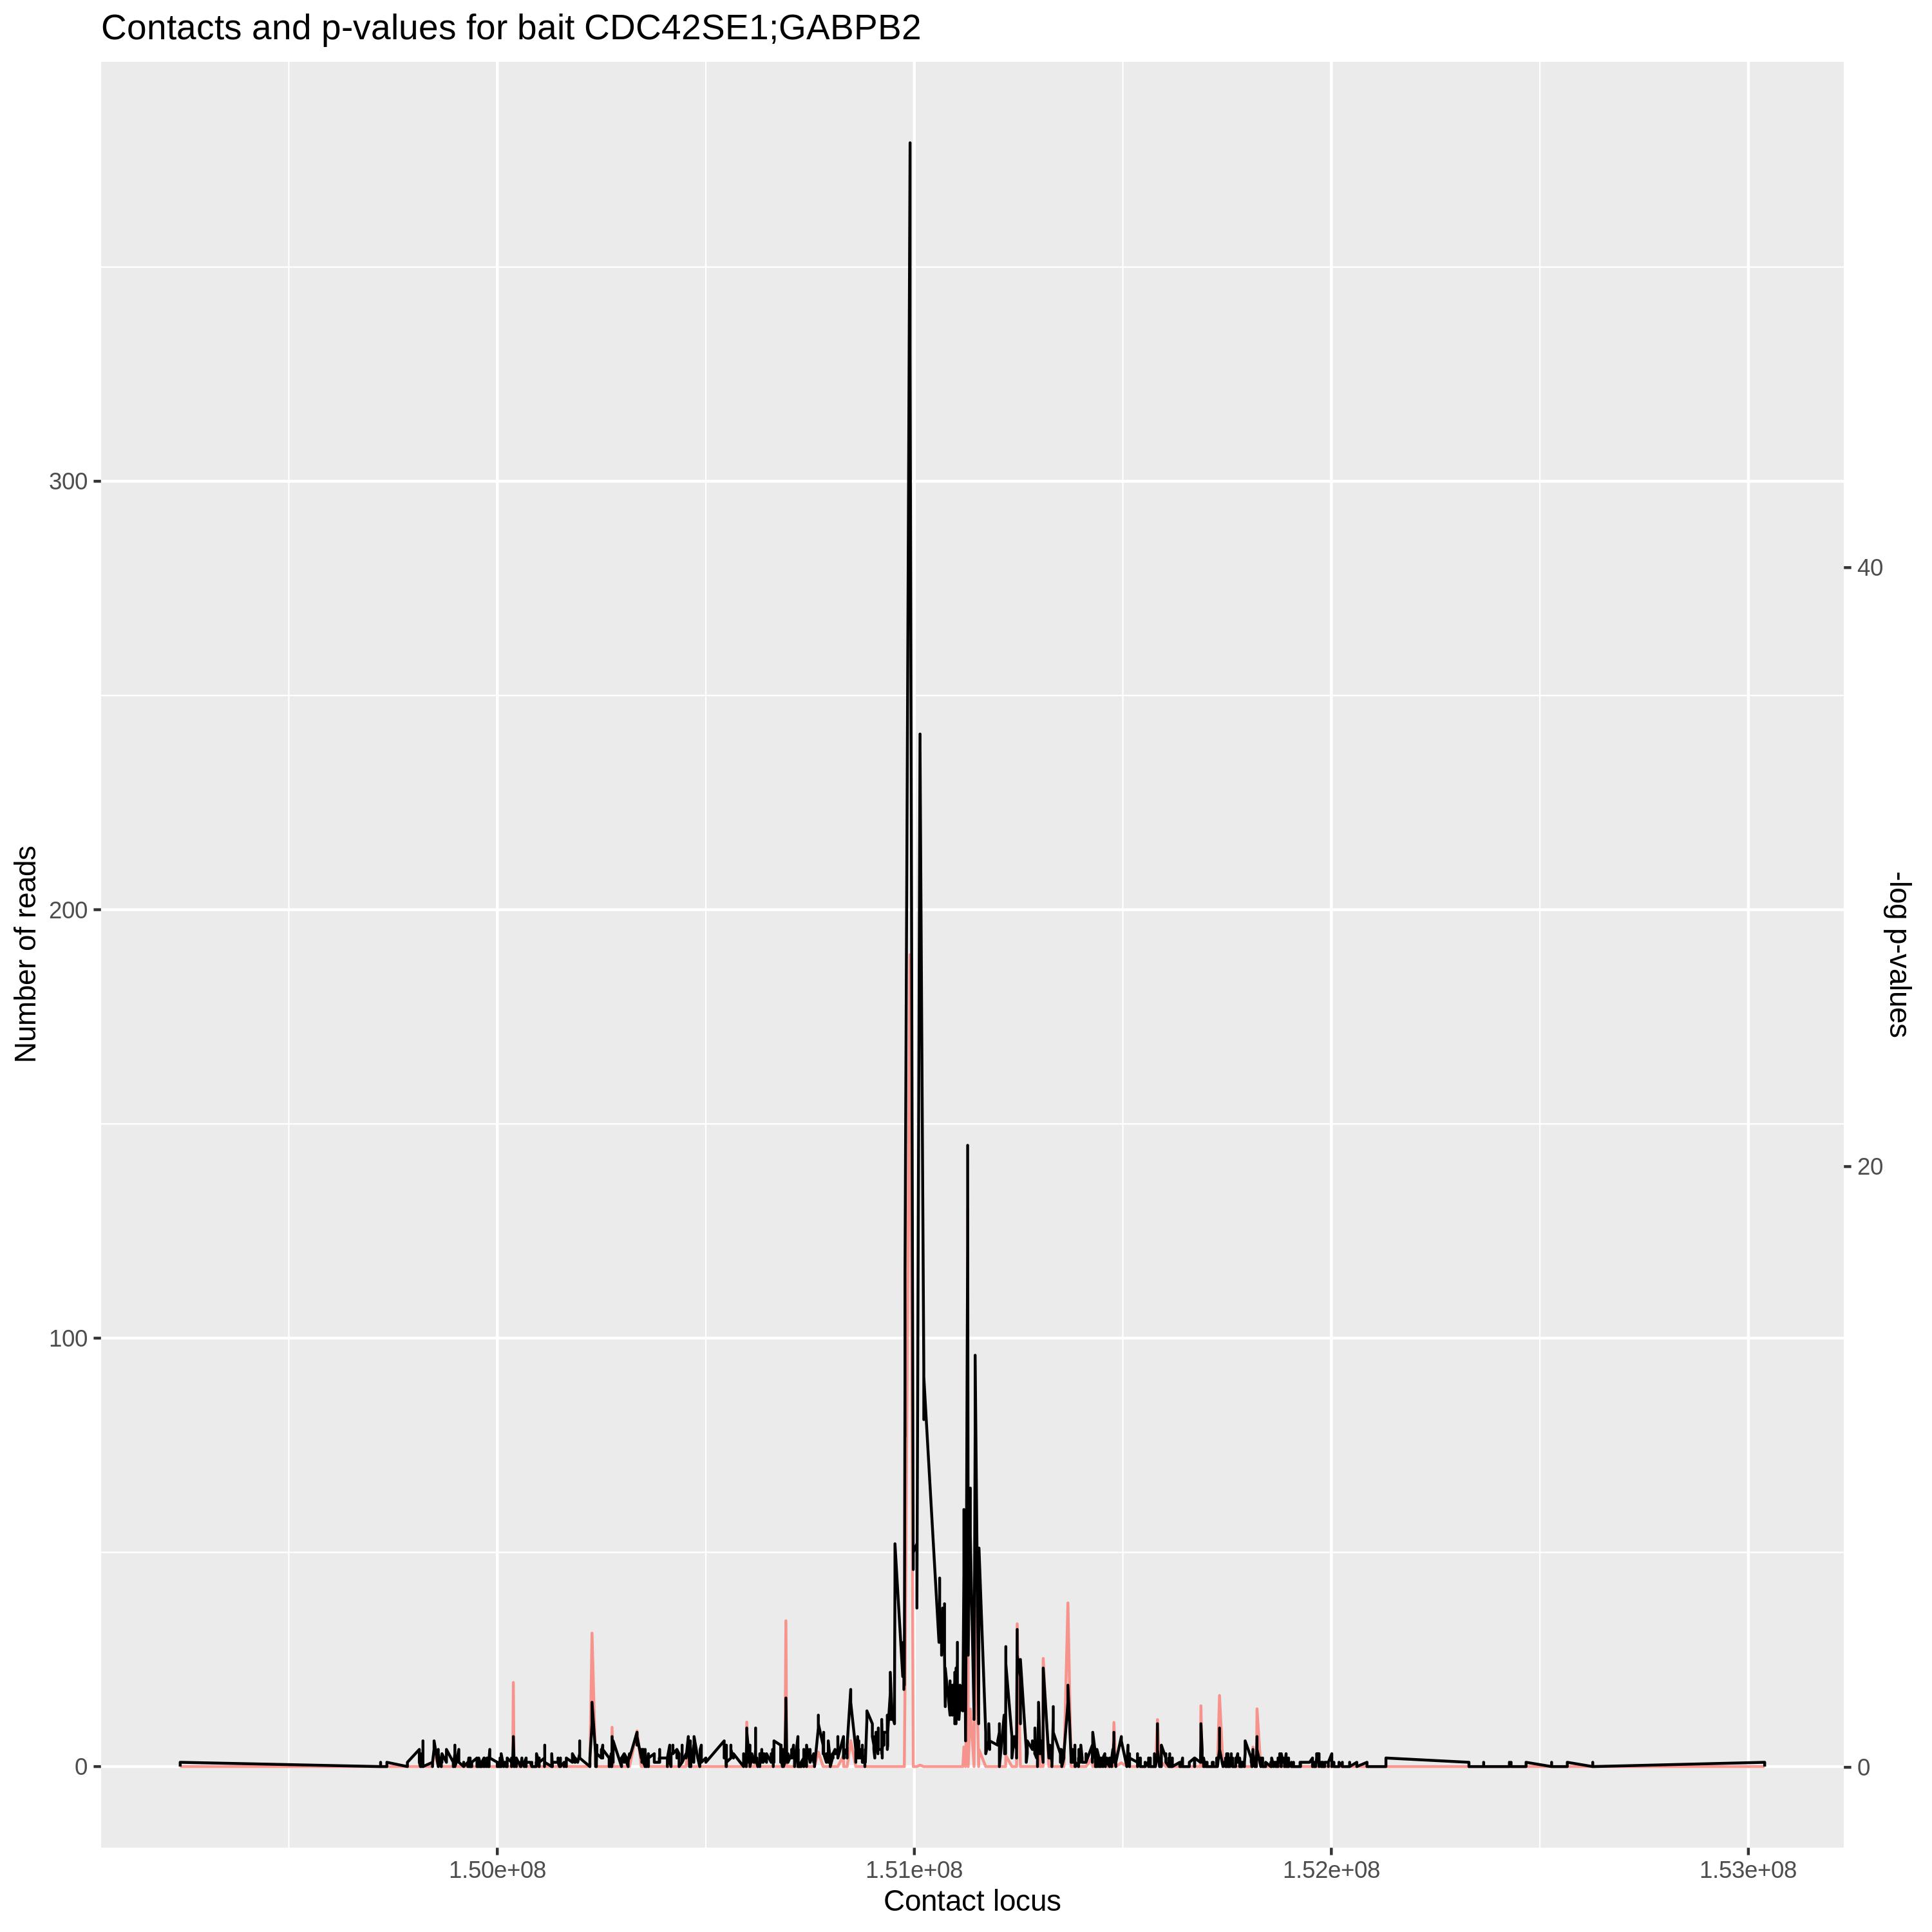 Contacts and p-values for bait CDC42SE1;GABPB2
Number of reads
300
200
100
0
40
20
0
-log p-values
1.50e+08
1.51e+08
1.52e+08
1.53e+08
Contact locus